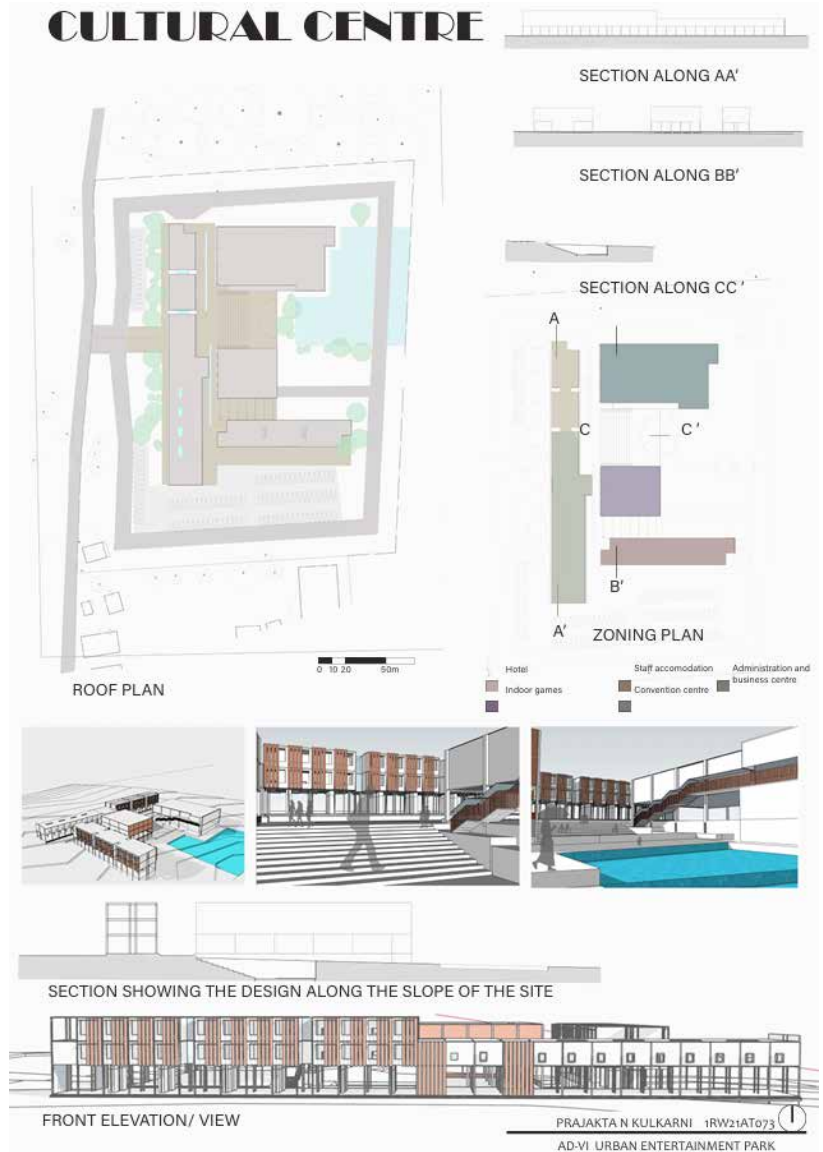 CULTURAL CENTRE
SECTION ALONG AA'
SECTION ALONG BB'
SECTION ALONG CC '
A
C
C '
B'
A'
ZONING PLAN
0 10 20 50m
ROOF PLAN
Hotel
Staff accomodation
Administration and
business centre
Indoor games
Convention centre
SECTION SHOWING THE DESIGN ALONG THE SLOPE OF THE SITE
FRONT ELEVATION/ VIEW
PRAJAKTA N KULKARNI 1RW21AT073
AD-VI URBAN ENTERTAINMENT PARK